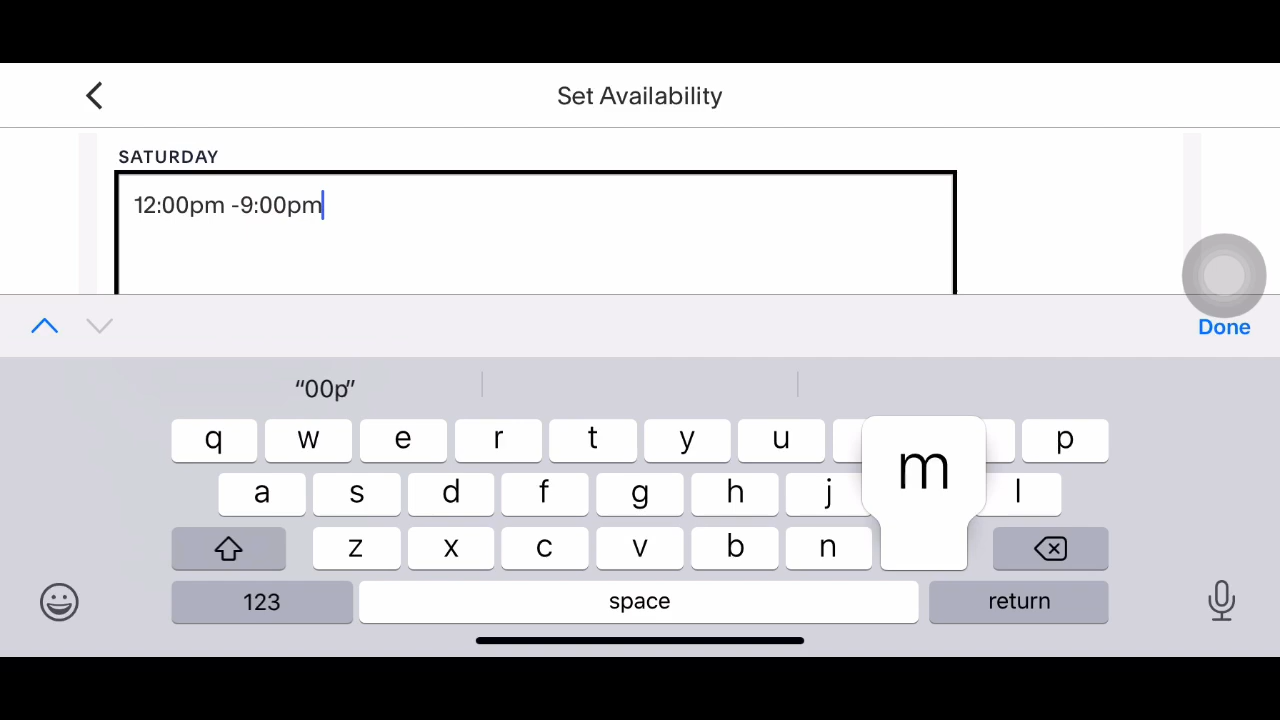 Set Availability
SATURDAY
12:00pm -9:00pm
Done
“00p”
q w e r t y u p
m
a s d f g h j l
z x c v b n
123 space return